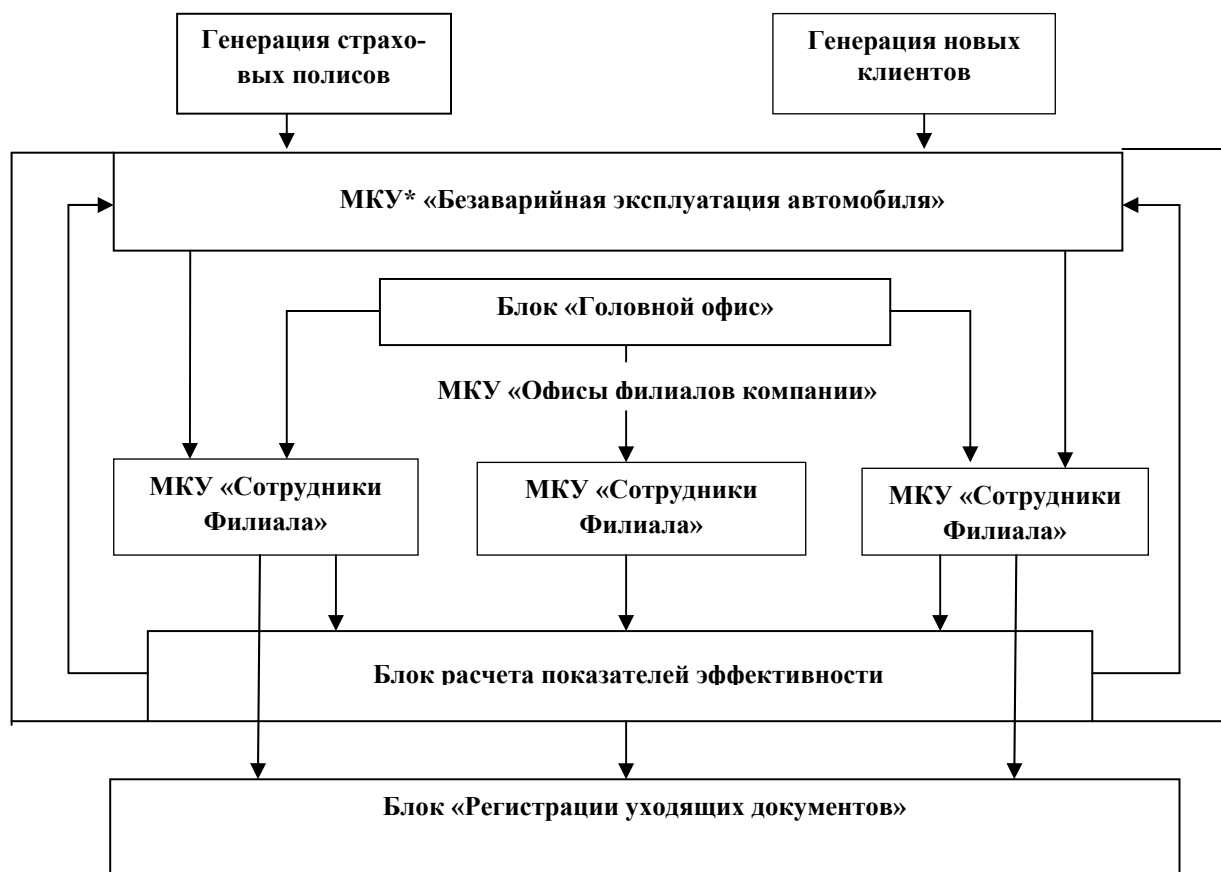 Генерация страхо-
вых полисов
Генерация новых
клиентов
МКУ* «Безаварийная эксплуатация автомобиля»
Блок «Головной офис»
МКУ «Офисы филиалов компании»
МКУ «Сотрудники
Филиала»
МКУ «Сотрудники
Филиала»
МКУ «Сотрудники
Филиала»
Блок расчета показателей эффективности
Блок «Регистрации уходящих документов»